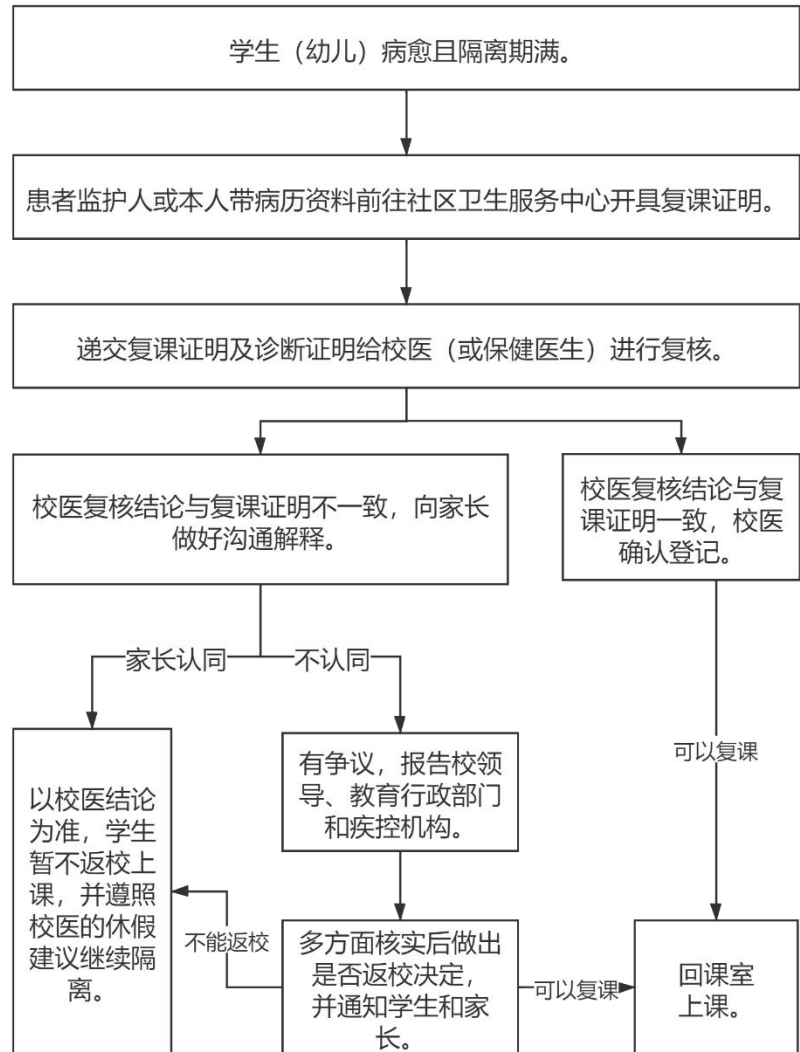 学生（幼儿）病愈且隔离期满。
患者监护人或本人带病历资料前往社区卫生服务中心开具复课证明。
递交复课证明及诊断证明给校医（或保健医生）进行复核。
校医复核结论与复课证明不一致，向家长
做好沟通解释。
校医复核结论与复
课证明一致，校医
确认登记。
家长认同
不认同
可以复课
有争议，报告校领
导、教育行政部门
和疾控机构。
以校医结论
为准，学生
暂不返校上
课，并遵照
校医的休假
建议继续隔
离。
不能返校
多方面核实后做出
是否返校决定，
并通知学生和家
长。
可以复课
回课室
上课。